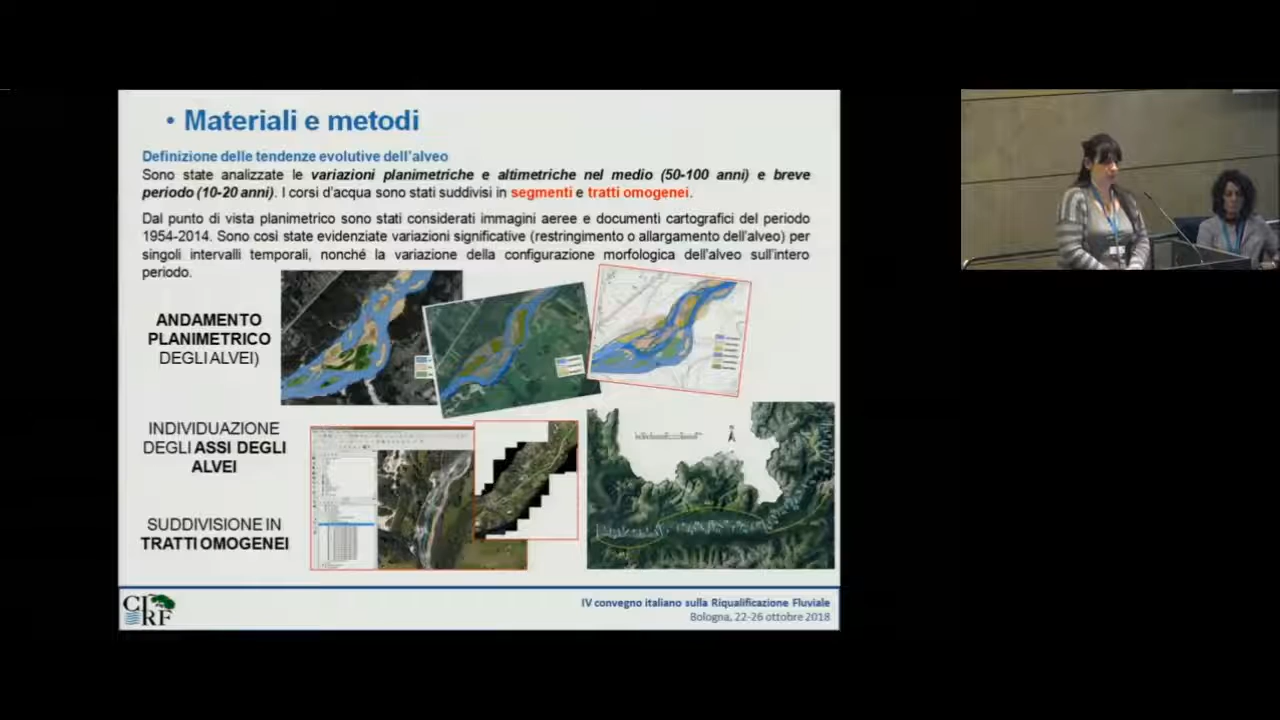 • Materiali e metodi
Definizione delle tendenze evolutive dell'alveo
Sono state analizzate le variazioni planimetriche e altimetriche nel medio (50-100 anni) e breve
periodo (10-20 anni). I corsi d'acqua sono stati suddivisi in segmenti e tratti omogenei.
Dal punto di vista planimetrico sono stati considerati immagini aeree e documenti cartografici del periodo
1954-2014. Sono così state evidenziate variazioni significative (restringimento o allargamento dell'alveo) per
singoli intervalli temporali, nonché la variazione della configurazione morfologica dell'alveo sull'intero
periodo.
ANDAMENTO
PLANIMETRICO
DEGLI ALVEI)
INDIVIDUAZIONE
DEGLI ASSI DEGLI
ALVEI
SUDDIVISIONE IN
TRATTI OMOGENEI
CIRF
IV convegno italiano sulla Riqualificazione Fluviale
Bologna, 22-26 ottobre 2018